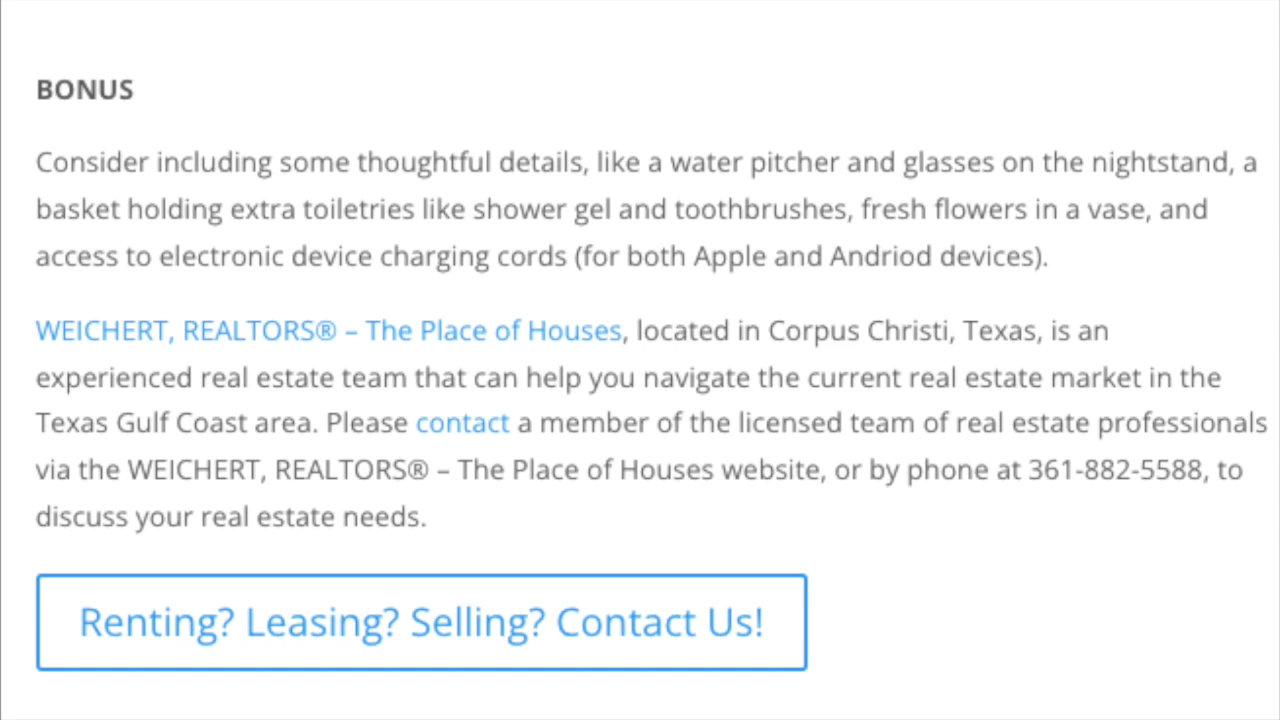 BONUS
Consider including some thoughtful details, like a water pitcher and glasses on the nightstand, a
basket holding extra toiletries like shower gel and toothbrushes, fresh flowers in a vase, and
access to electronic device charging cords (for both Apple and Andriod devices).
WEICHERT, REALTORS® – The Place of Houses, located in Corpus Christi, Texas, is an
experienced real estate team that can help you navigate the current real estate market in the
Texas Gulf Coast area. Please contact a member of the licensed team of real estate professionals
via the WEICHERT, REALTORS® – The Place of Houses website, or by phone at 361-882-5588, to
discuss your real estate needs.
Renting? Leasing? Selling? Contact Us!